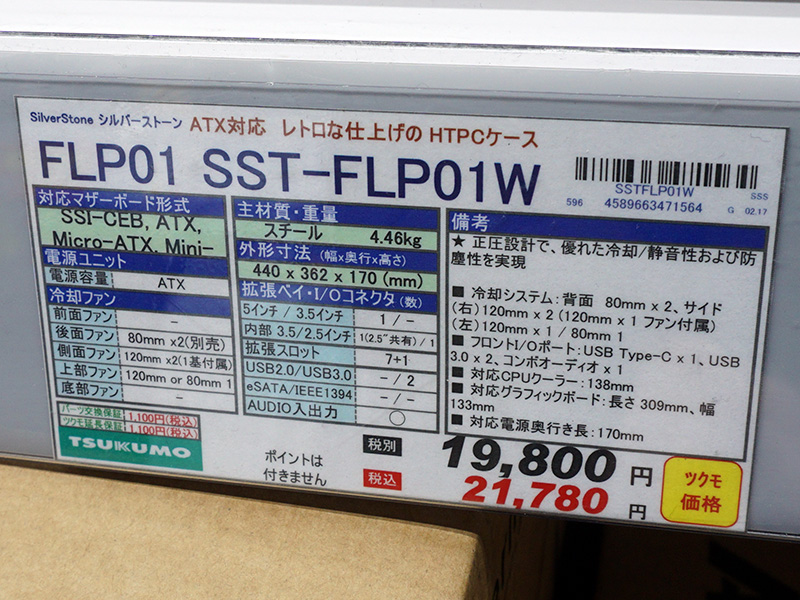 SilverStone シルバーストーン ATX対応 レトロな仕上げの HTPCケース
FLP01 SST-FLP01W
SSTFLP01W
SSS
596 4589663471564 G 02.17
対応マザーボード形式
SSI-CEB, ATX,
Micro-ATX, Mini-
電源ユニット
電源容量 ATX
冷却ファン
前面ファン -
後面ファン 80mm x2(別売)
側面ファン 120mm x2(1基付属)
上部ファン 120mm or 80mm 1
底部ファン -
主材質・重量
スチール 4.46kg
外形寸法 (幅x奥行x高さ)
440 x 362 x 170 (mm)
拡張ベイ・I/Oコネクタ (数)
5インチ / 3.5インチ 1 / -
内部 3.5/2.5インチ 1(2.5"共有) / 1
拡張スロット 7+1
USB2.0/USB3.0 - / 2
eSATA/IEEE1394 - / -
AUDIO入出力 ○
備考
★ 正圧設計で、優れた冷却/静音性および防
塵性を実現
■ 冷却システム：背面 80mm x 2、サイド
(右)120mm x 2 (120mm x 1 ファン付属)
(左)120mm x 1 / 80mm 1
■ フロントI/Oポート：USB Type-C x 1、USB
3.0 x 2、コンボオーディオ x 1
■ 対応CPUクーラー：138mm
■ 対応グラフィックボード：長さ 309mm、幅
133mm
■ 対応電源奥行き長：170mm
パーツ交換保証 1,100円(税込)
ツクモ延長保証 1,100円(税込)
TSUKUMO
ポイントは
付きません
税別 19,800 円
税込 21,780 円
ツクモ
価格